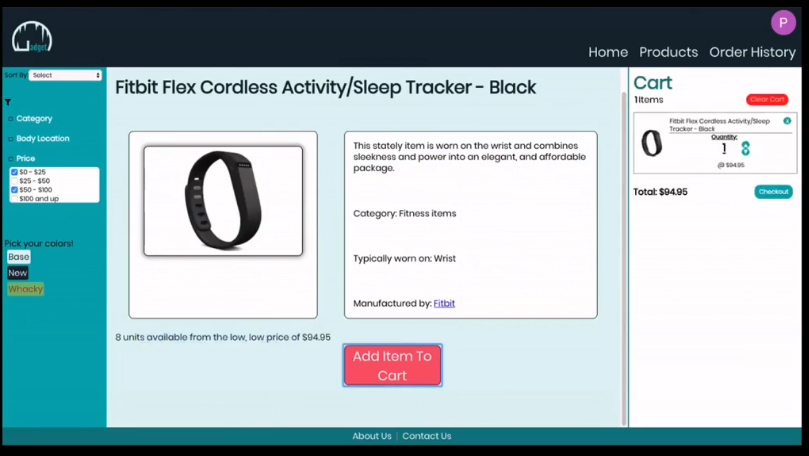 P
adget
Home Products Order History
Sort By: Select
Category
Body Location
Price
$0 - $25
$25 - $50
$50 - $100
$100 and up
Pick your colors!
Base
New
Whocky
Fitbit Flex Cordless Activity/Sleep Tracker - Black
This stately item is worn on the wrist and combines
sleekness and power into an elegant, and affordable
package.
Category: Fitness items
Typically worn on: Wrist
Manufactured by: Fitbit
8 units available from the low, low price of $94.95
Add Item To
Cart
Cart
1 Items
Clear Cart
Fitbit Flex Cordless Activity/Sleep
Tracker - Black
Quantity:
1
@ $94.95
Total: $94.95
Checkout
About Us | Contact Us